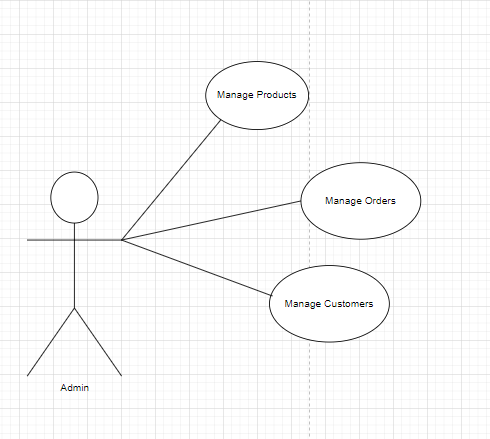 Manage Products
Manage Orders
Manage Customers
Admin